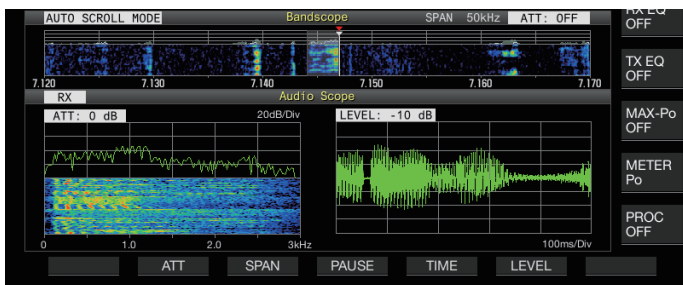 AUTO SCROLL MODE Bandscope SPAN 50kHz ATT: OFF
7.120 7.130 7.140 7.150 7.160 7.170
RX Audio Scope
ATT: 0 dB 20dB/Div LEVEL: -10 dB
0 1.0 2.0 3kHz 100ms/Div
ATT SPAN PAUSE TIME LEVEL
RX EQ
OFF
TX EQ
OFF
MAX-Po
OFF
METER
Po
PROC
OFF